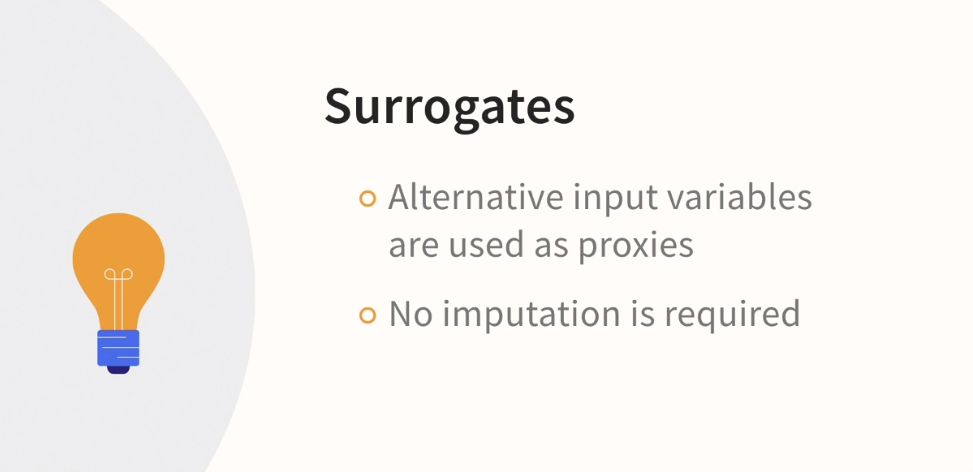 Surrogates
Alternative input variables
are used as proxies
No imputation is required